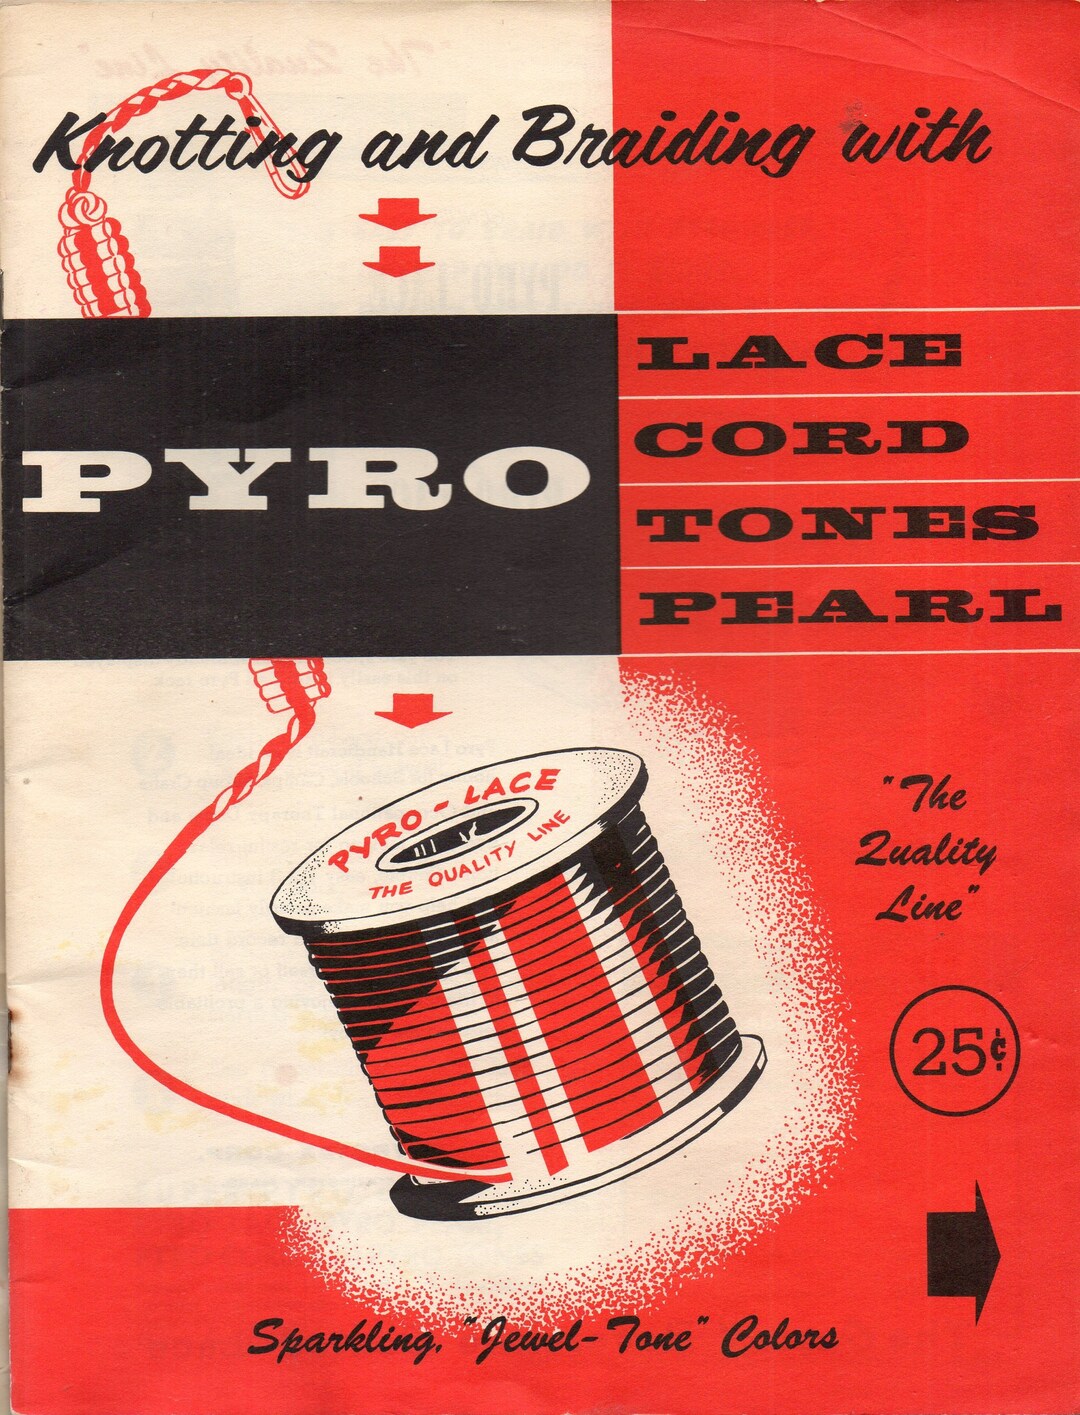 Knotting and Braiding with
PYRO
LACE
CORD
TONES
PEARL
PYRO - LACE
THE QUALITY LINE
"The
Quality
Line"
25¢
Sparkling, "Jewel-Tone" Colors